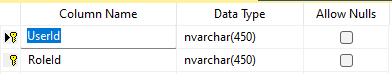 Column Name Data Type Allow Nulls
UserId nvarchar(450)
RoleId nvarchar(450)